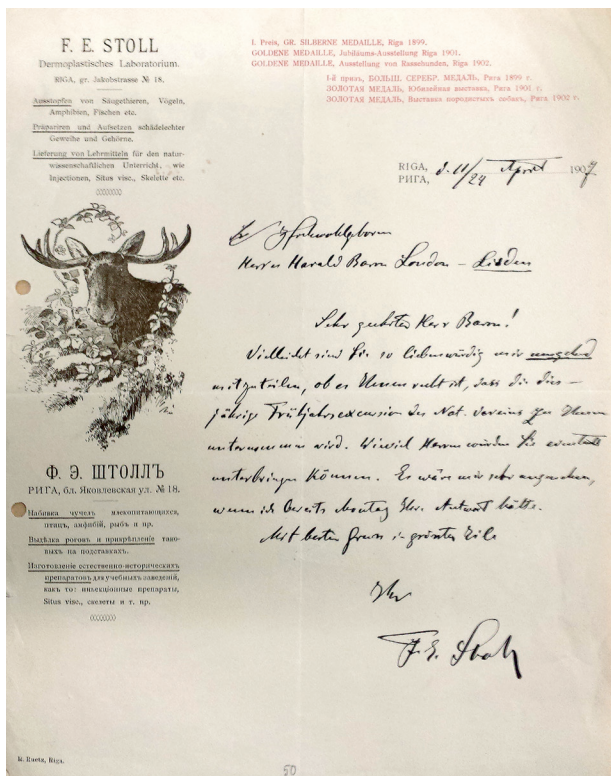 F. E. STOLL
Dermoplastisches Laboratorium.
RIGA, gr. Jakobstrasse № 18.
Ausstopfen von Säugethieren, Vögeln,
Amphibien, Fischen etc.
Präpariren und Aufsetzen schädelechter
Geweihe und Gehörne.
Lieferung von Lehrmitteln für den natur-
wissenschaftlichen Unterricht, wie
Injectionen, Situs visc., Skelette etc.
I. Preis, GR. SILBERNE MEDAILLE, Riga 1899.
GOLDENE MEDAILLE, Jubiläums-Ausstellung Riga 1901.
GOLDENE MEDAILLE, Ausstellung von Rassehunden, Riga 1902.
I-й призъ, БОЛЬШ. СЕРЕБР. МЕДАЛЬ, Рига 1899 г.
ЗОЛОТАЯ МЕДАЛЬ, Юбилейная выставка, Рига 1901 г.
ЗОЛОТАЯ МЕДАЛЬ, Выставка породистыхъ собакъ, Рига 1902 г.
RIGA, d. 11/24 April 1907
РИГА,
Hochwohlgeboren
Herrn Harald Baron Loudon – Lisden
Sehr geehrter Herr Baron!
Vielleicht sind Sie so liebenswürdig mir umgehend
mitzuteilen, ob es Ihnen recht ist, dass die dies-
jährige Frühjahrsexcursion des Nat. Vereins zu Ihnen
unternommen wird. Wieviel Herren würden Sie eventuell
unterbringen können. Es wäre mir sehr angenehm,
wenn ich bereits Montag Ihre Antwort hätte.
Mit bestem Gruss in grösster Eile
Ihr
F. E. Stoll
Ф. Э. ШТОЛЛЪ
РИГА, бл. Яковлевская ул. № 18.
Набивка чучелъ млекопитающихся,
птицъ, амфибій, рыбъ и пр.
Выдѣлка роговъ и прикрѣпленіе тако-
выхъ на подставкахъ.
Изготовленіе естественно-историческихъ
препаратовъ для учебныхъ заведеній,
какъ то: инъекціонные препараты,
Situs visc., скелеты и т. пр.
M. Ruetz, Riga.
50